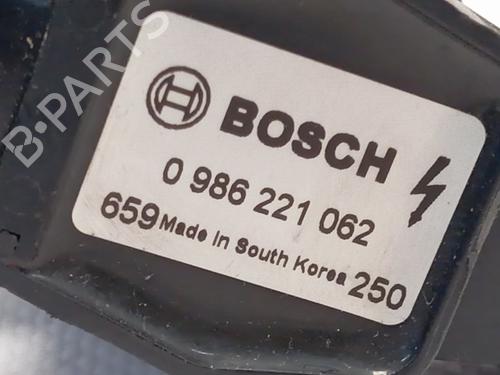 B-PARTS
BOSCH
0 986 221 062
659 Made in South Korea 250